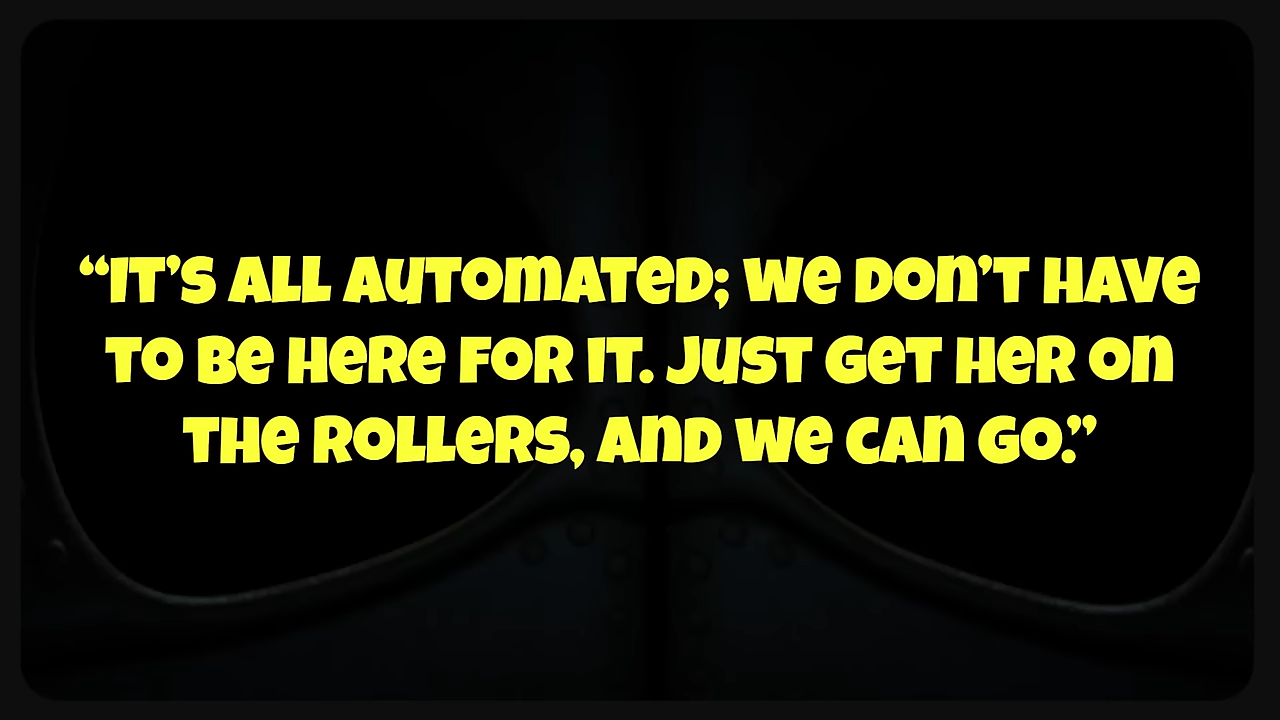 “IT’S ALL AUTOMATED; WE DON’T HAVE
TO BE HERE FOR IT. JUST GET HER ON
THE ROLLERS, AND WE CAN GO.”